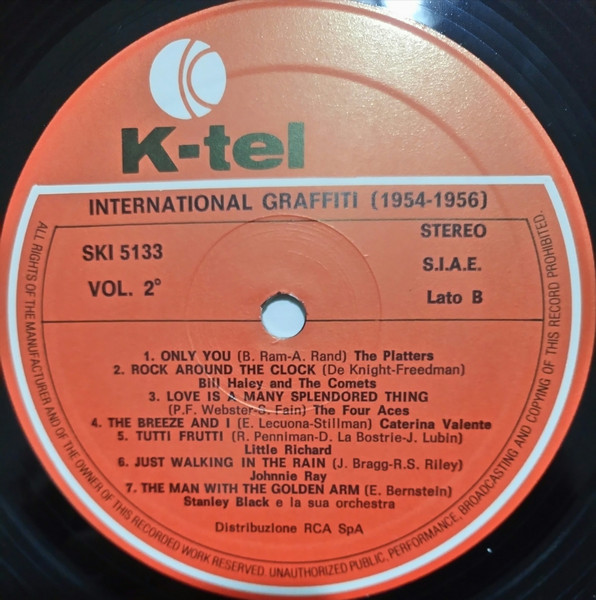 K-tel
INTERNATIONAL GRAFFITI (1954-1956)
SKI 5133
STEREO
VOL. 2°
S.I.A.E.
Lato B
1. ONLY YOU (B. Ram-A. Rand) The Platters
2. ROCK AROUND THE CLOCK (De Knight-Freedman)
Bill Haley and The Comets
3. LOVE IS A MANY SPLENDORED THING
(P.F. Webster-S. Fain) The Four Aces
4. THE BREEZE AND I (E. Lecuona-Stillman) Caterina Valente
5. TUTTI FRUTTI (R. Penniman-D. La Bostrie-J. Lubin)
Little Richard
6. JUST WALKING IN THE RAIN (J. Bragg-R.S. Riley)
Johnnie Ray
7. THE MAN WITH THE GOLDEN ARM (E. Bernstein)
Stanley Black e la sua orchestra
Distribuzione RCA SpA
ALL RIGHTS OF THE MANUFACTURER AND OF THE OWNER OF THIS RECORDED WORK RESERVED. UNAUTHORIZED PUBLIC, PERFORMANCE, BROADCASTING AND COPYING OF THIS RECORD PROHIBITED.